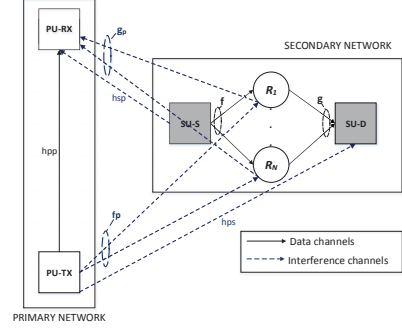 PU-RX
gp
SECONDARY NETWORK
R1
hsp
f
g
SU-S
SU-D
.
.
.
hpp
RN
fp
hps
Data channels
PU-TX
Interference channels
PRIMARY NETWORK